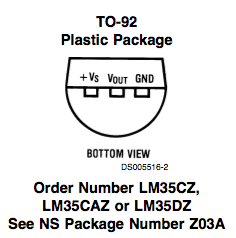 TO-92
Plastic Package
+VS VOUT GND
BOTTOM VIEW
DS005516-2
Order Number LM35CZ,
LM35CAZ or LM35DZ
See NS Package Number Z03A